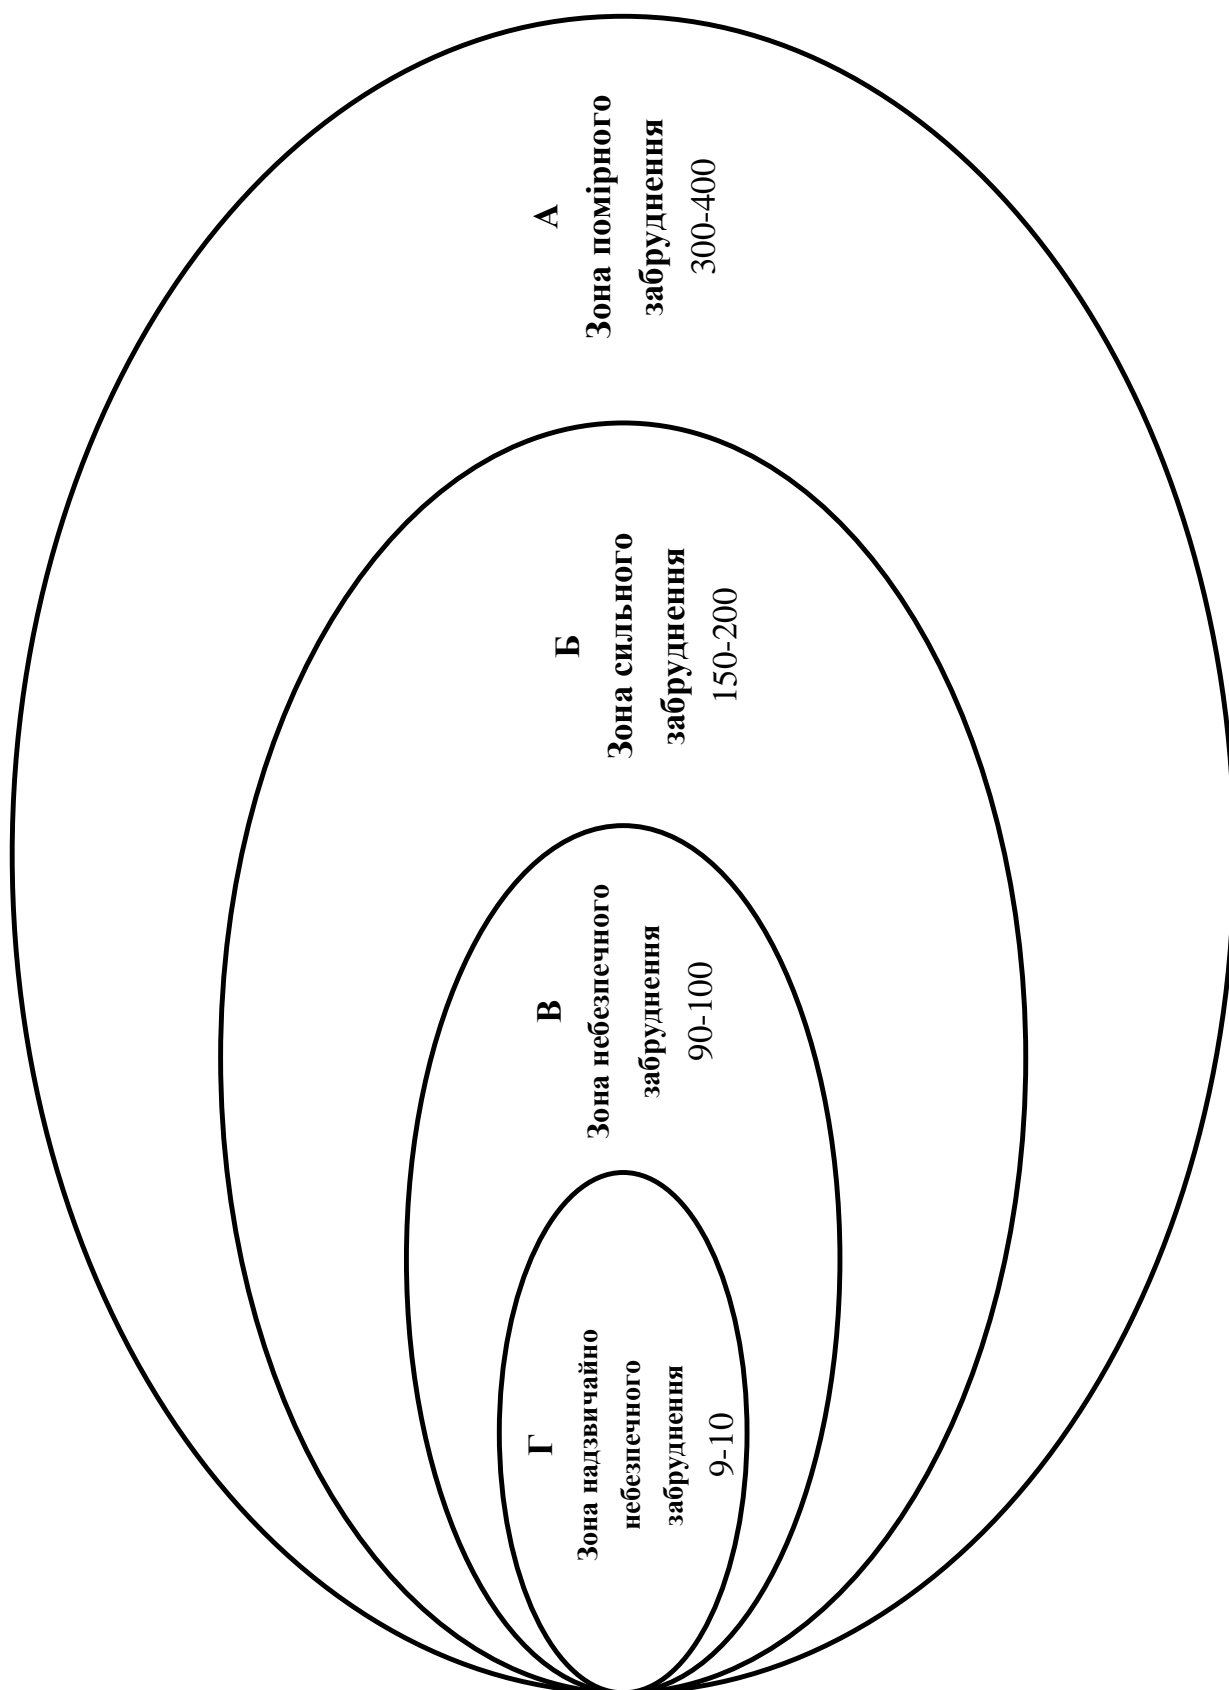 А
Зона помірного
забруднення
300-400
Б
Зона сильного
забруднення
150-200
В
Зона небезпечного
забруднення
90-100
Г
Зона надзвичайно
небезпечного
забруднення
9-10